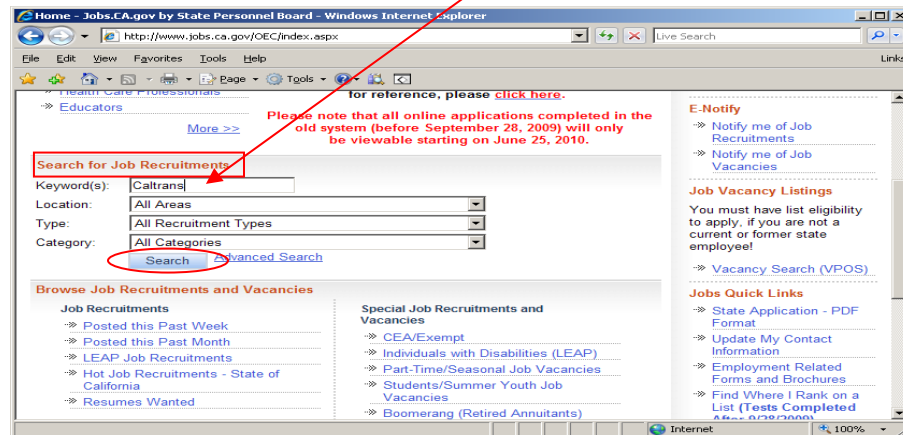 Home - Jobs.CA.gov by State Personnel Board - Windows Internet Explorer
http://www.jobs.ca.gov/OEC/index.aspx
Live Search
File Edit View Favorites Tools Help
Links
Page Tools
Health Care Professionals
Educators
More >>
for reference, please click here.
Please note that all online applications completed in the
old system (before September 28, 2009) will only
be viewable starting on June 25, 2010.
Search for Job Recruitments
Keyword(s): Caltrans
Location: All Areas
Type: All Recruitment Types
Category: All Categories
Search Advanced Search
Browse Job Recruitments and Vacancies
Job Recruitments
Posted this Past Week
Posted this Past Month
LEAP Job Recruitments
Hot Job Recruitments - State of
California
Resumes Wanted
Special Job Recruitments and
Vacancies
CEA/Exempt
Individuals with Disabilities (LEAP)
Part-Time/Seasonal Job Vacancies
Students/Summer Youth Job
Vacancies
Boomerang (Retired Annuitants)
E-Notify
Notify me of Job
Recruitments
Notify me of Job
Vacancies
Job Vacancy Listings
You must have list eligibility
to apply, if you are not a
current or former state
employee!
Vacancy Search (VPOS)
Jobs Quick Links
State Application - PDF
Format
Update My Contact
Information
Employment Related
Forms and Brochures
Find Where I Rank on a
List (Tests Completed
After 9/28/2009)
Internet
100%